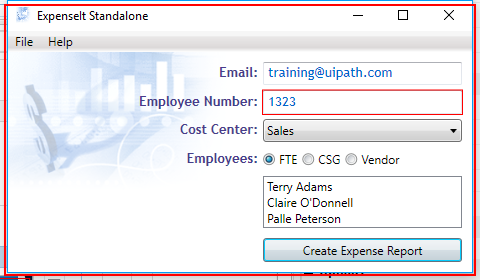 ExpenseIt Standalone
File Help
Email: training@uipath.com
Employee Number: 1323
Cost Center: Sales
Employees: FTE CSG Vendor
Terry Adams
Claire O'Donnell
Palle Peterson
Create Expense Report